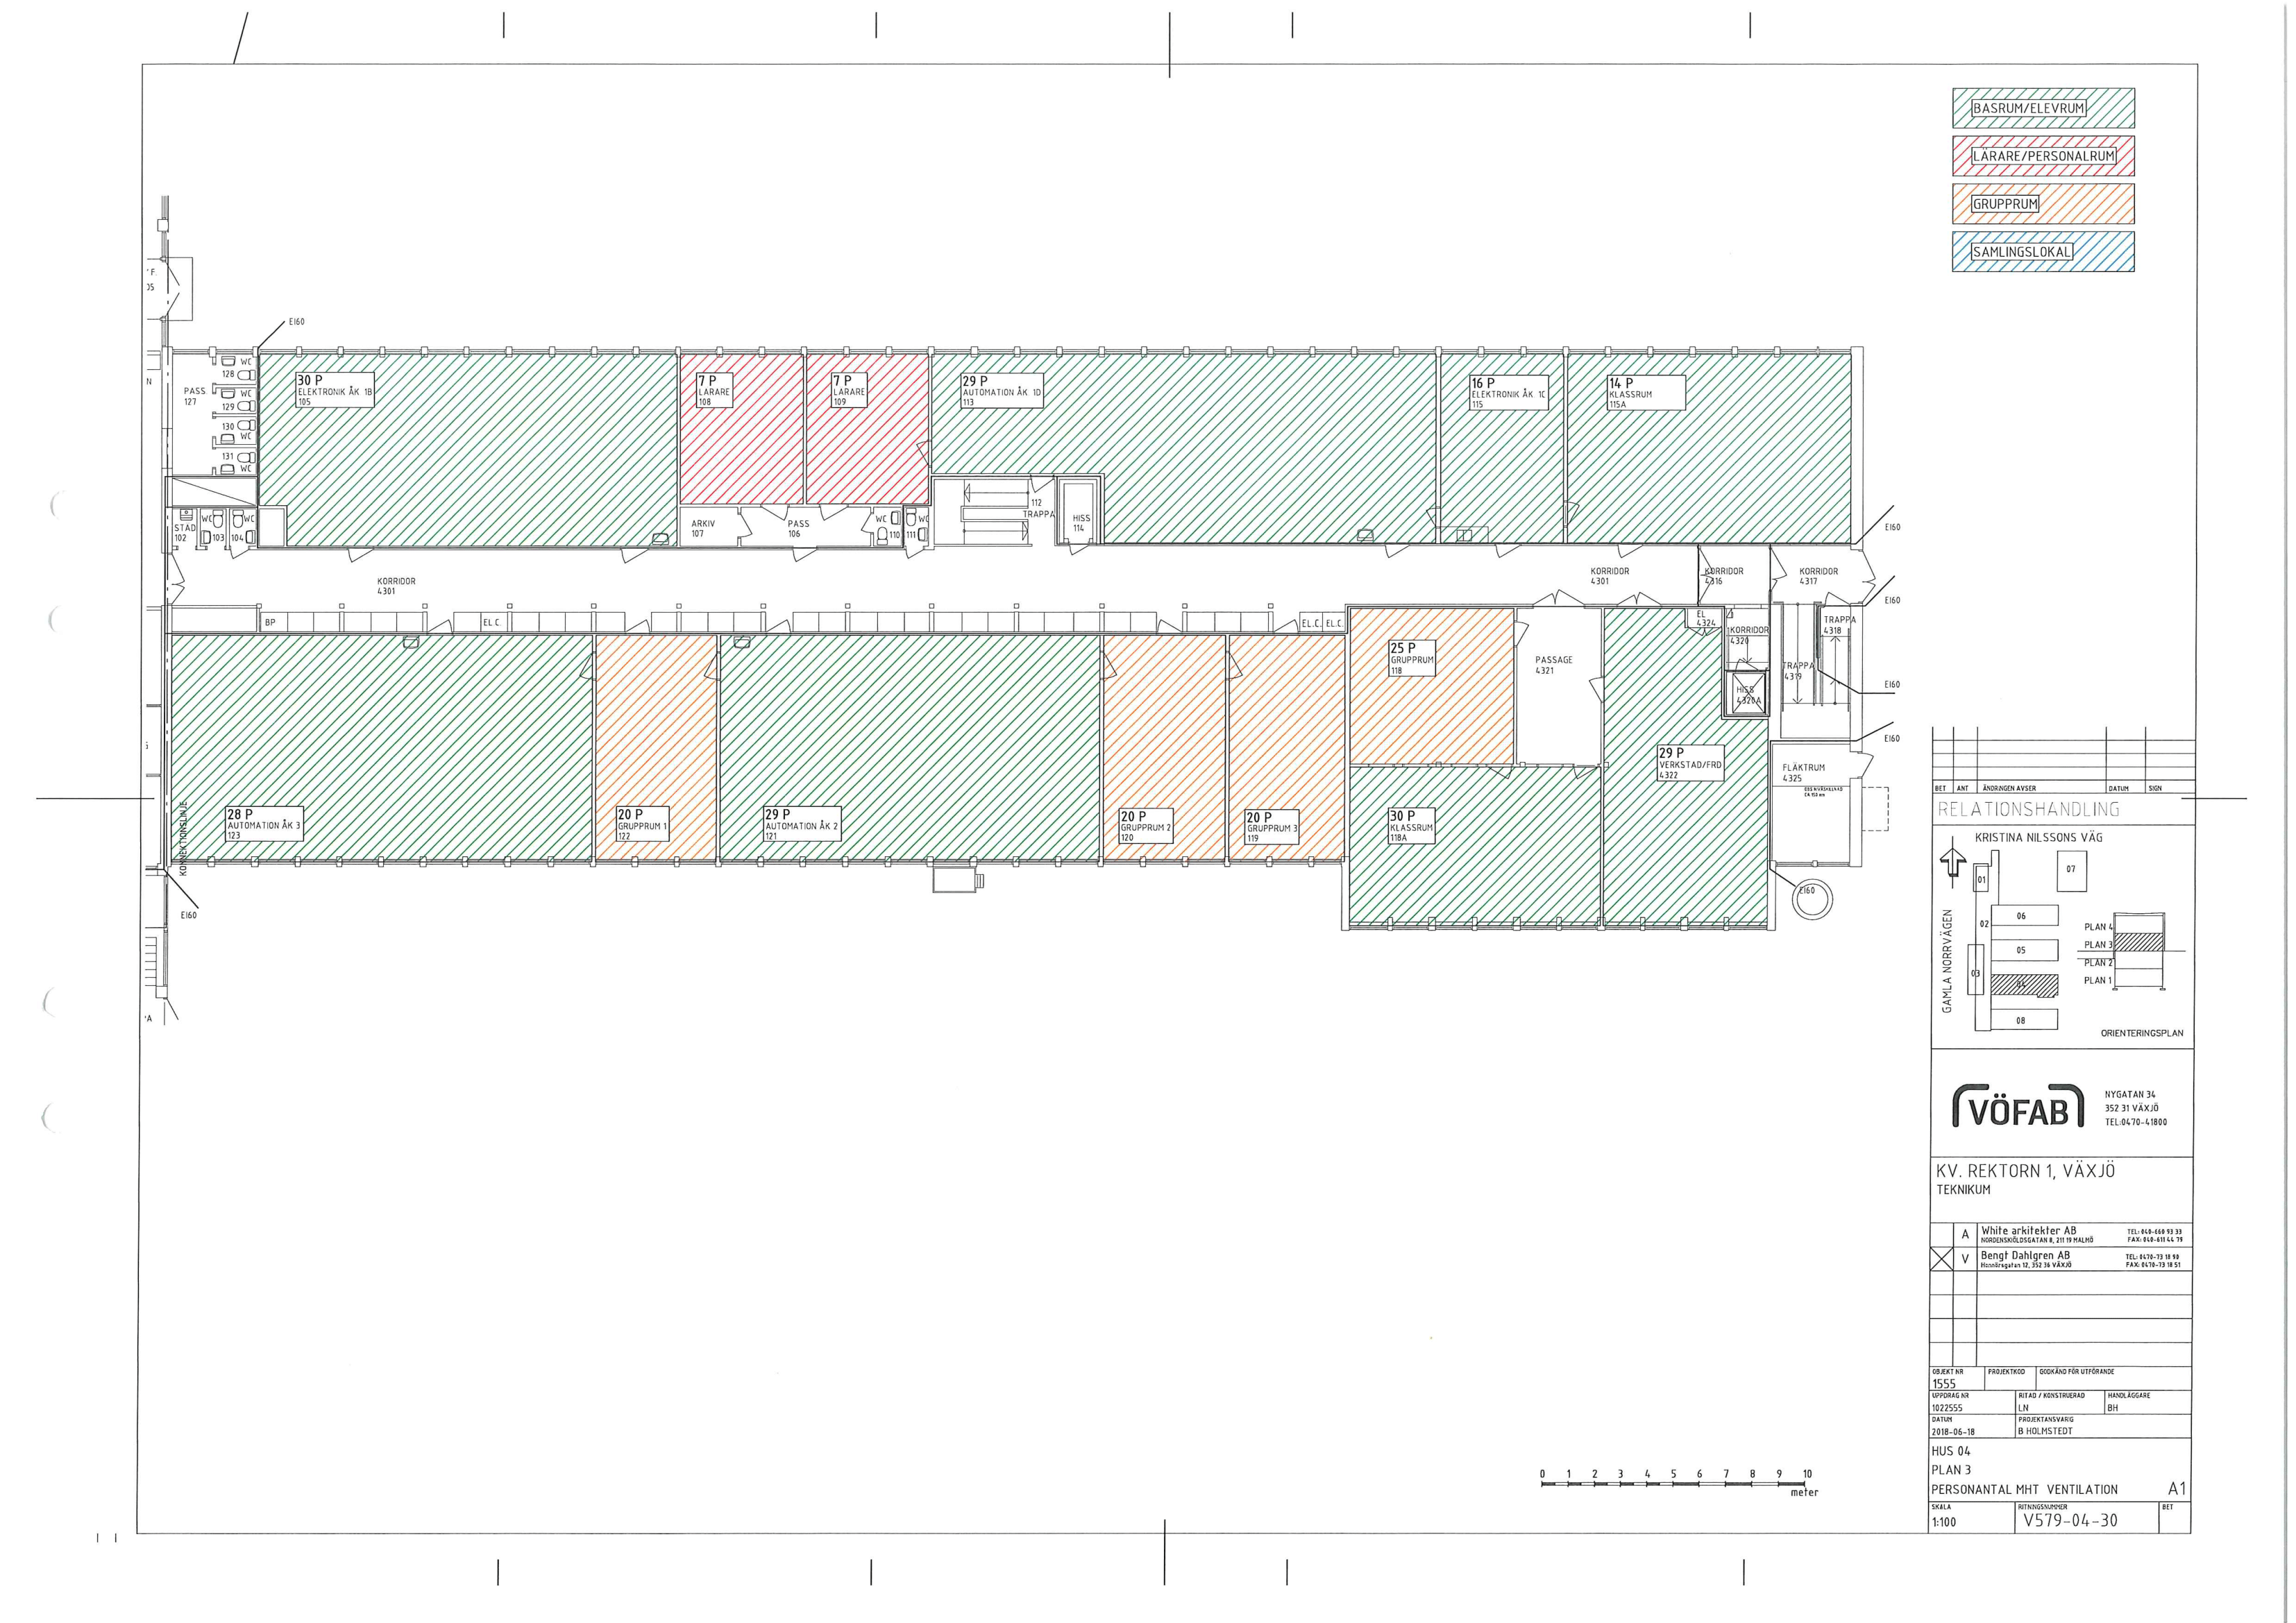 BASRUM/ELEVRUM
LÄRARE/PERSONALRUM
GRUPPRUM
SAMLINGSLOKAL
F.
05
N
EI60
PASS
127
WC
128
WC
129
130
WC
131
WC
30 P
ELEKTRONIK ÅK 1B
105
7 P
LÄRARE
108
7 P
LÄRARE
109
29 P
AUTOMATION ÅK 1D
113
16 P
ELEKTRONIK ÅK 1C
115
14 P
KLASSRUM
115A
STÄD
102
WC
103
WC
104
ARKIV
107
PASS
106
WC
110
WC
111
112
TRAPPA
HISS
114
EI60
KORRIDOR
4301
KORRIDOR
4301
KORRIDOR
4316
KORRIDOR
4317
EI60
BP
EL.C.
EL.C.
EL.C.
EL
4324
KORRIDOR
4320
TRAPPA
4318
TRAPPA
4319
HISS
4320A
EI60
25 P
GRUPPRUM
118
PASSAGE
4321
29 P
VERKSTAD/FRD
4322
EI60
FLÄKTRUM
4325
KONNEKTIONSLINJE
28 P
AUTOMATION ÅK 3
123
20 P
GRUPPRUM 1
122
29 P
AUTOMATION ÅK 2
121
20 P
GRUPPRUM 2
120
20 P
GRUPPRUM 3
119
30 P
KLASSRUM
118A
EI60
EI60
A
BET ANT ÄNDRINGEN AVSER DATUM SIGN
RELATIONSHANDLING
KRISTINA NILSSONS VÄG
GAMLA NORRVÄGEN
01
07
02
06
05
03
04
08
PLAN 4
PLAN 3
PLAN 2
PLAN 1
ORIENTERINGSPLAN
VÖFAB
NYGATAN 34
352 31 VÄXJÖ
TEL:0470-41800
KV. REKTORN 1, VÄXJÖ
TEKNIKUM
A White arkitekter AB TEL: 040-660 93 33
NORDENSKIÖLDSGATAN 8, 211 19 MALMÖ FAX: 040-611 44 79
V Bengt Dahlgren AB TEL: 0470-73 18 90
Honnörsgatan 12, 352 36 VÄXJÖ FAX: 0470-73 18 51
OBJEKT NR PROJEKTKOD GODKÄND FÖR UTFÖRANDE
1555
UPPDRAG NR RITAD / KONSTRUERAD HANDLÄGGARE
1022555 LN BH
DATUM PROJEKTANSVARIG
2018-06-18 B HOLMSTEDT
HUS 04
PLAN 3
PERSONANTAL MHT VENTILATION A1
SKALA RITNINGSNUMMER BET
1:100 V579-04-30
0 1 2 3 4 5 6 7 8 9 10
meter